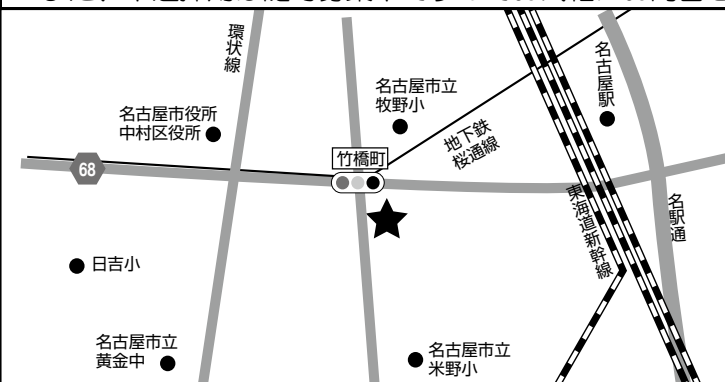 環状線
名古屋市立
牧野小
名古屋駅
名古屋市役所
中村区役所
地下鉄
桜通線
竹橋町
68
東海道新幹線
名駅通
日吉小
名古屋市立
黄金中
名古屋市立
米野小